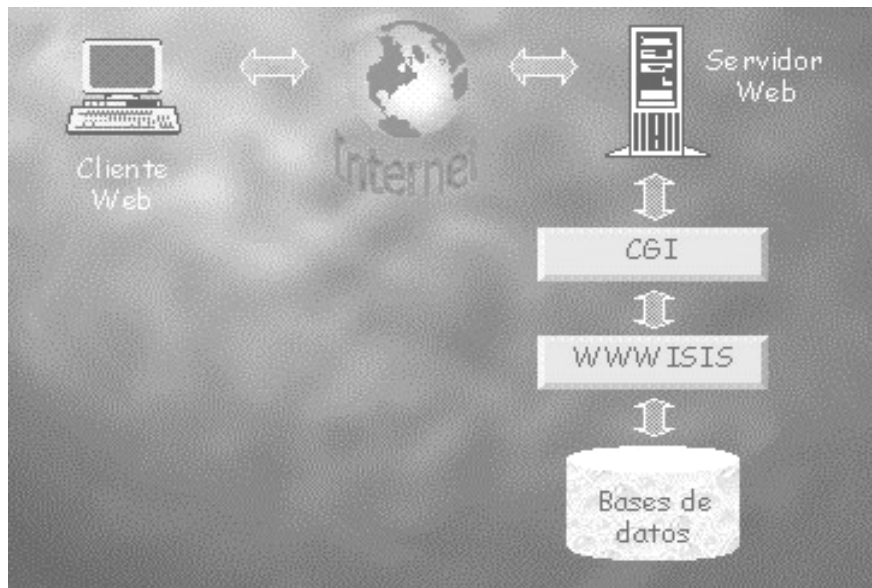 Cliente
Web
Internet
Servidor
Web
CGI
WWWISIS
Bases de
datos